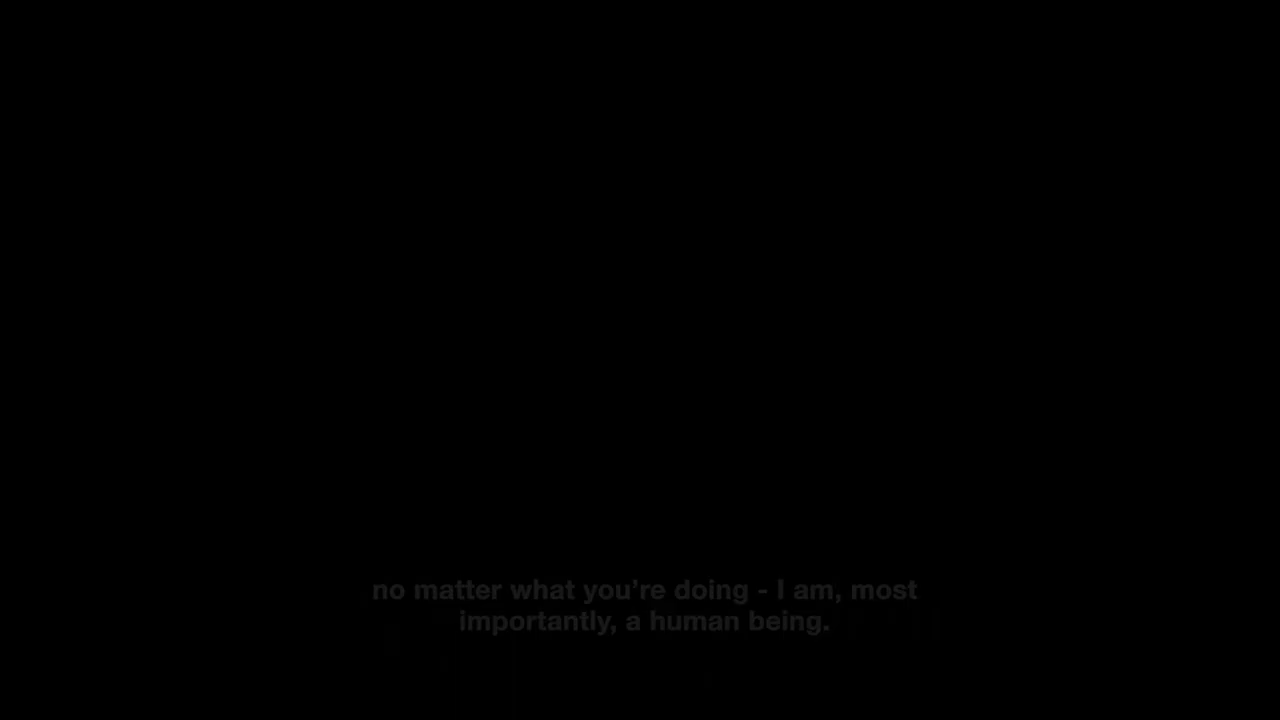 no matter what you’re doing - I am, most
importantly, a human being.